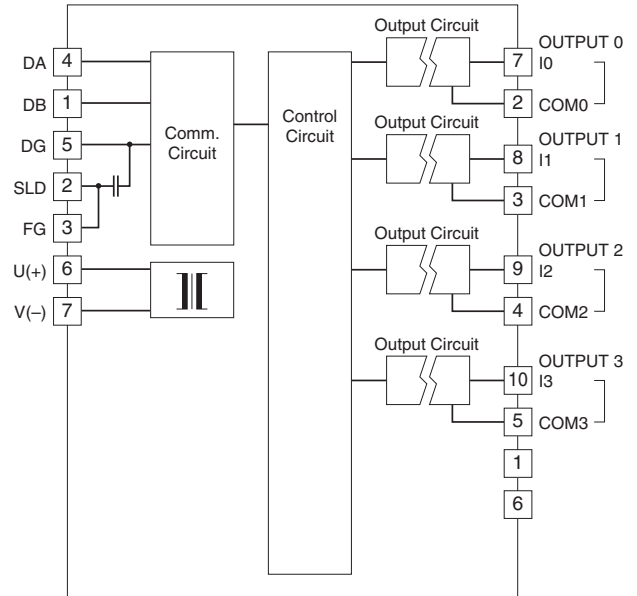 DA 4
DB 1
DG 5
SLD 2
FG 3
U(+) 6
V(–) 7
Comm.
Circuit
Control
Circuit
Output Circuit
OUTPUT 0
7 I0
2 COM0
Output Circuit
OUTPUT 1
8 I1
3 COM1
Output Circuit
OUTPUT 2
9 I2
4 COM2
Output Circuit
OUTPUT 3
10 I3
5 COM3
1
6